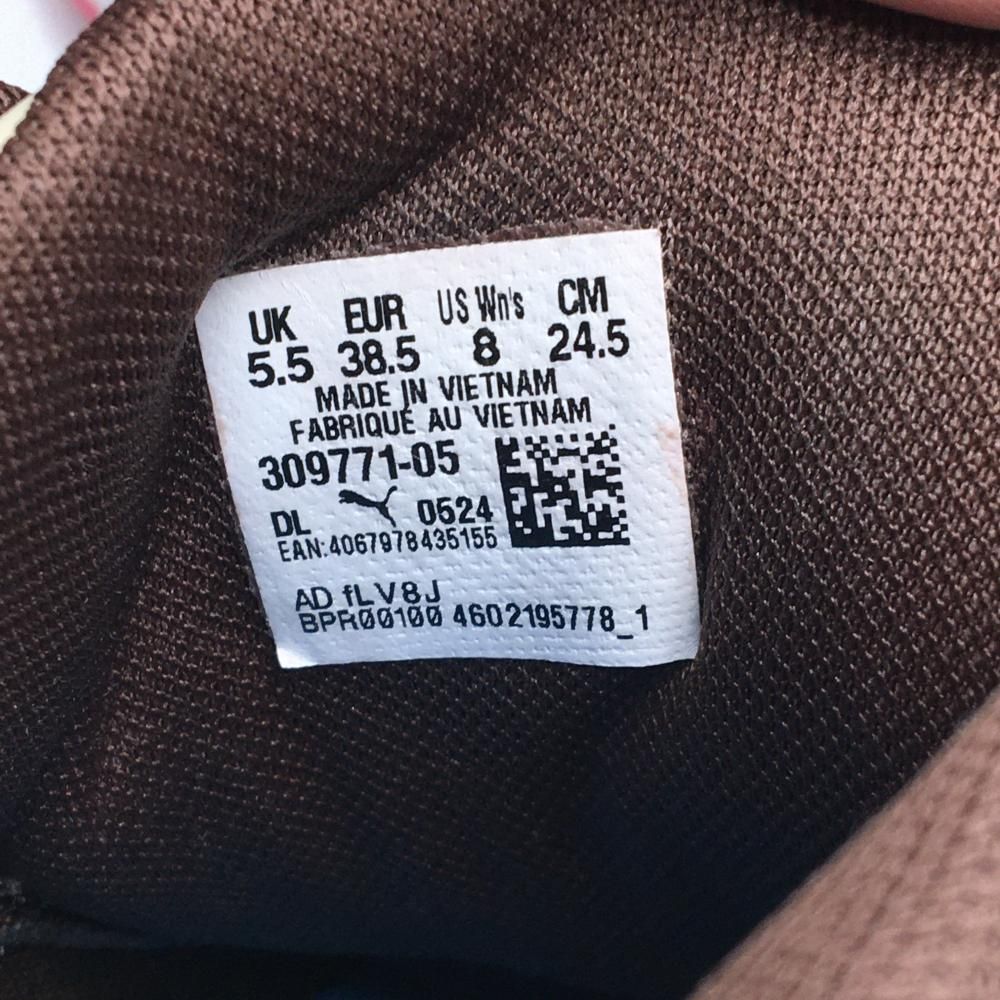 UK EUR US Wn's CM
5.5 38.5 8 24.5
MADE IN VIETNAM
FABRIQUÉ AU VIETNAM
309771-05
DL 0524
EAN:4067978435155
AD fLV8J
BPR00100 4602195778_1